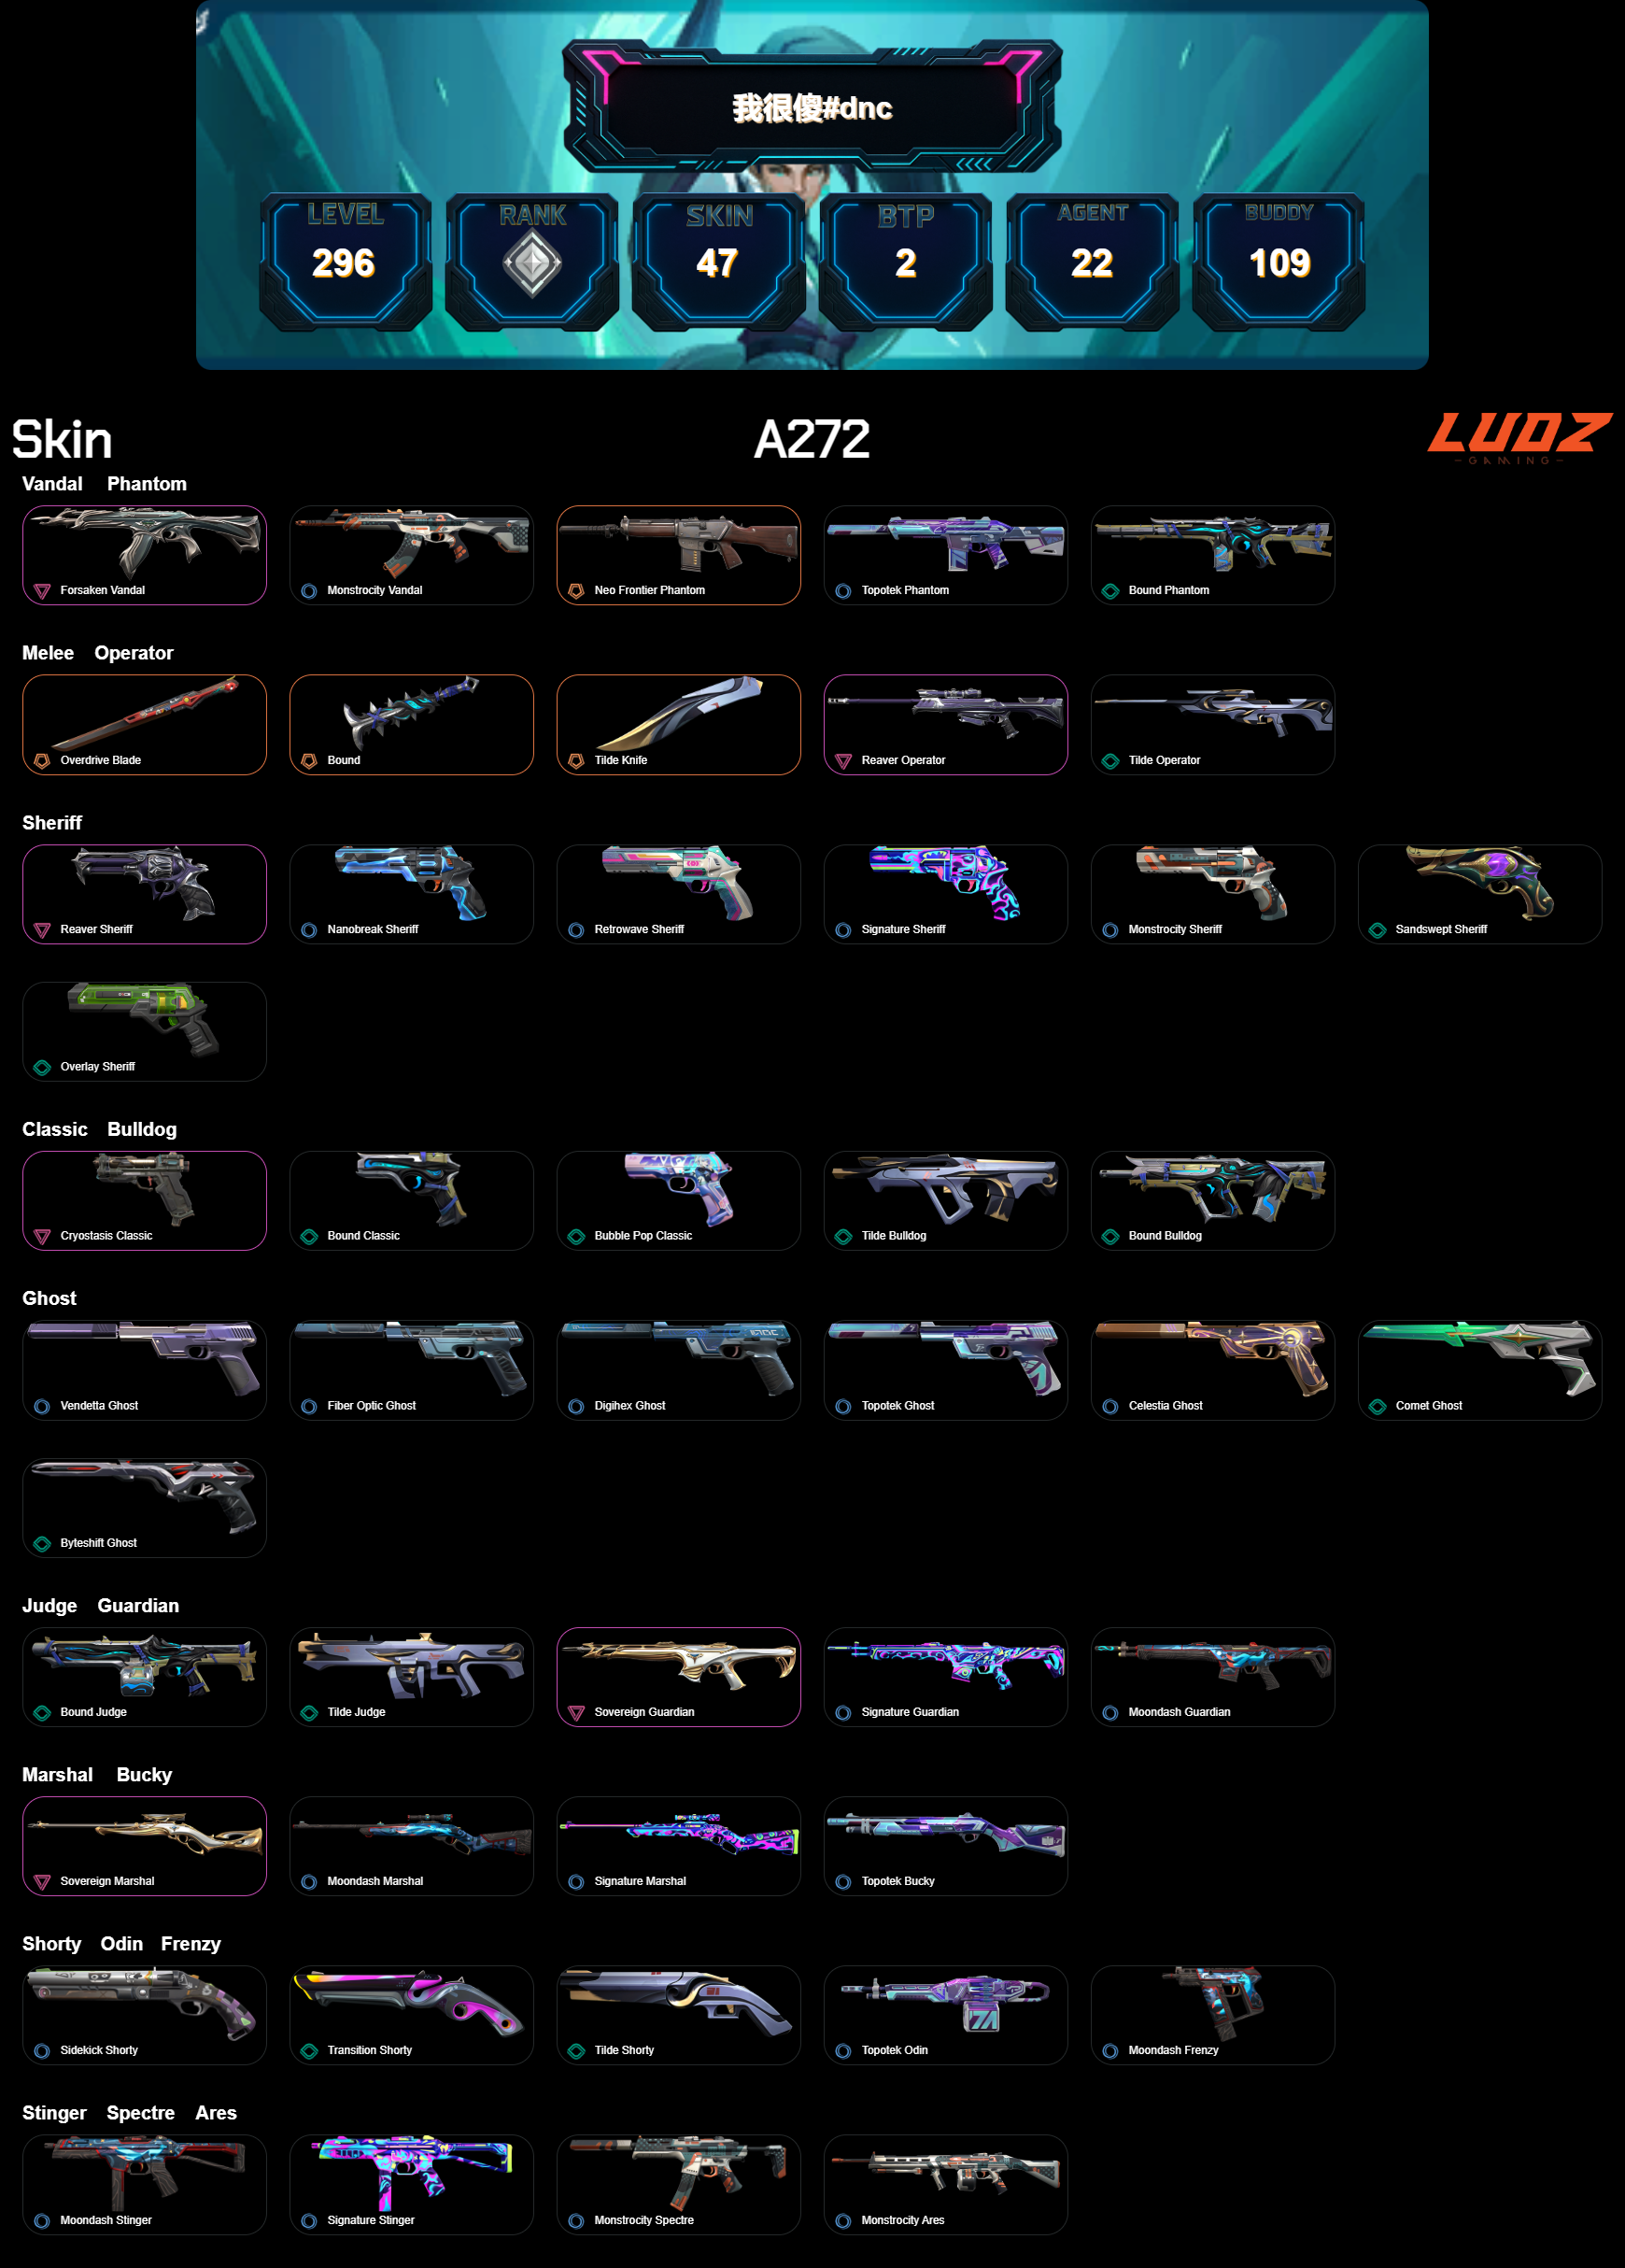 我很傻#dnc
LEVEL RANK SKIN BTP AGENT BUDDY
296 47 2 22 109
Skin A272 LUDZ
-GAMING-
Vandal Phantom
Forsaken Vandal Monstrocity Vandal Neo Frontier Phantom Topotek Phantom Bound Phantom
Melee Operator
Overdrive Blade Bound Tilde Knife Reaver Operator Tilde Operator
Sheriff
Reaver Sheriff Nanobreak Sheriff Retrowave Sheriff Signature Sheriff Monstrocity Sheriff Sandswept Sheriff
Overlay Sheriff
Classic Bulldog
Cryostasis Classic Bound Classic Bubble Pop Classic Tilde Bulldog Bound Bulldog
Ghost
Vendetta Ghost Fiber Optic Ghost Digihex Ghost Topotek Ghost Celestia Ghost Comet Ghost
Byteshift Ghost
Judge Guardian
Bound Judge Tilde Judge Sovereign Guardian Signature Guardian Moondash Guardian
Marshal Bucky
Sovereign Marshal Moondash Marshal Signature Marshal Topotek Bucky
Shorty Odin Frenzy
Sidekick Shorty Transition Shorty Tilde Shorty Topotek Odin Moondash Frenzy
Stinger Spectre Ares
Moondash Stinger Signature Stinger Monstrocity Spectre Monstrocity Ares